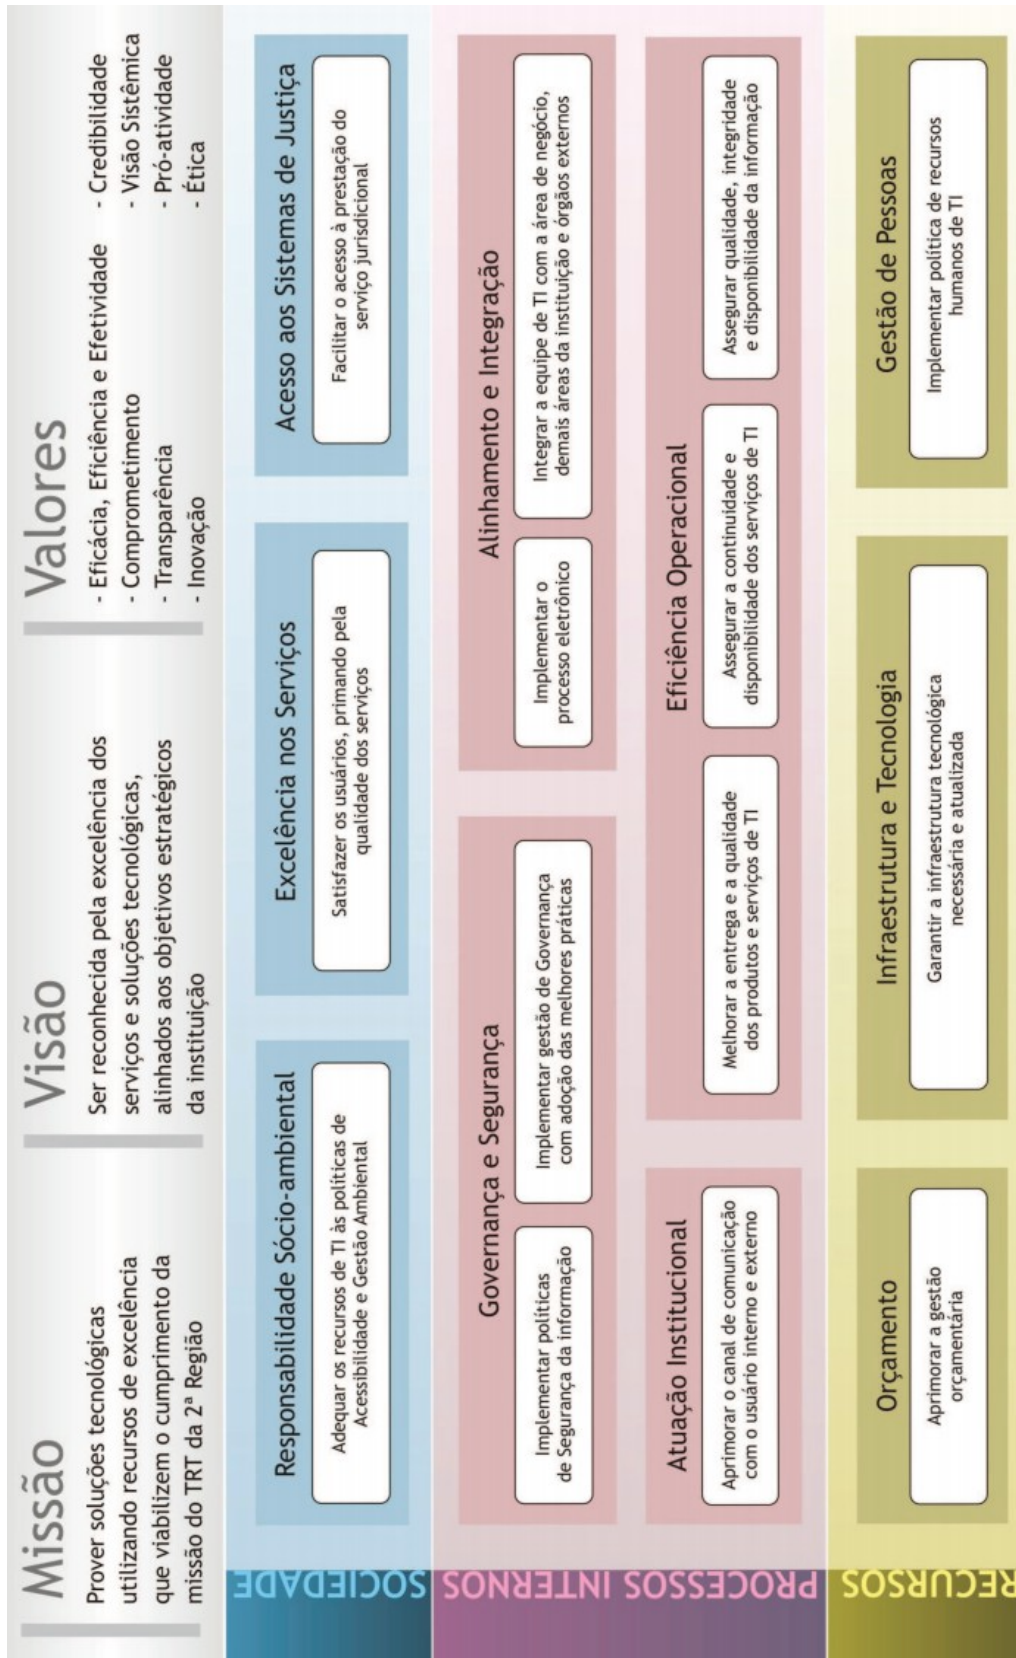 Missão
Prover soluções tecnológicas
utilizando recursos de excelência
que viabilizem o cumprimento da
missão do TRT da 2ª Região
Visão
Ser reconhecida pela excelência dos
serviços e soluções tecnológicas,
alinhados aos objetivos estratégicos
da instituição
Valores
- Eficácia, Eficiência e Efetividade
- Comprometimento
- Transparência
- Inovação
- Credibilidade
- Visão Sistêmica
- Pró-atividade
- Ética
SOCIEDADE
Responsabilidade Sócio-ambiental
Adequar os recursos de TI às políticas de
Acessibilidade e Gestão Ambiental
Excelência nos Serviços
Satisfazer os usuários, primando pela
qualidade dos serviços
Acesso aos Sistemas de Justiça
Facilitar o acesso à prestação do
serviço jurisdicional
PROCESSOS INTERNOS
Governança e Segurança
Implementar políticas
de Segurança da informação
Implementar gestão de Governança
com adoção das melhores práticas
Alinhamento e Integração
Implementar o
processo eletrônico
Integrar a equipe de TI com a área de negócio,
demais áreas da instituição e órgãos externos
Atuação Institucional
Aprimorar o canal de comunicação
com o usuário interno e externo
Eficiência Operacional
Melhorar a entrega e a qualidade
dos produtos e serviços de TI
Assegurar a continuidade e
disponibilidade dos serviços de TI
Assegurar qualidade, integridade
e disponibilidade da informação
RECURSOS
Orçamento
Aprimorar a gestão
orçamentária
Infraestrutura e Tecnologia
Garantir a infraestrutura tecnológica
necessária e atualizada
Gestão de Pessoas
Implementar política de recursos
humanos de TI